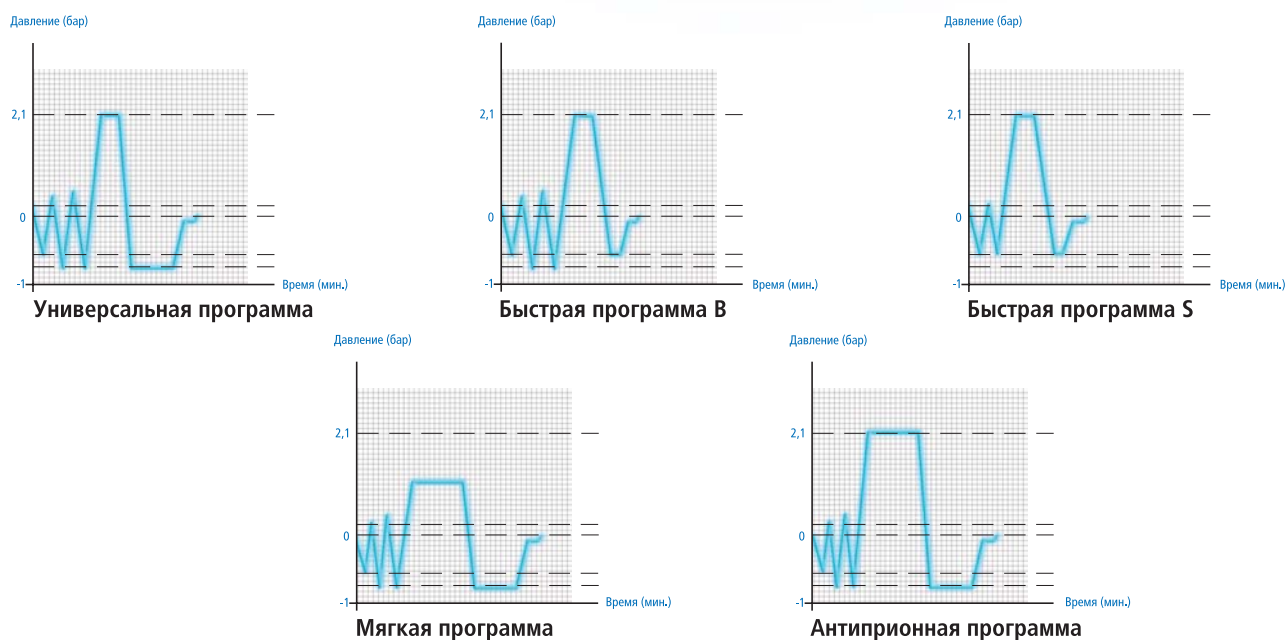 Давление (бар)
2,1
0
-1
Время (мин.)
Универсальная программа
Давление (бар)
2,1
0
-1
Время (мин.)
Быстрая программа B
Давление (бар)
2,1
0
-1
Время (мин.)
Быстрая программа S
Давление (бар)
2,1
0
-1
Время (мин.)
Мягкая программа
Давление (бар)
2,1
0
-1
Время (мин.)
Антиприонная программа